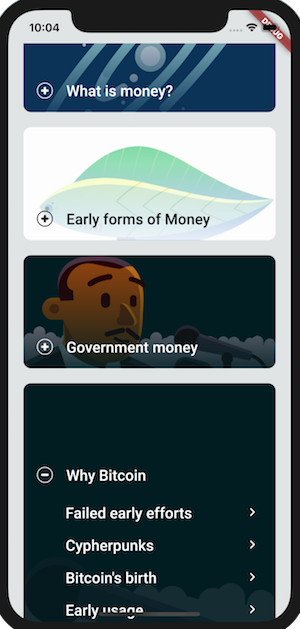 10:04
DEBUG
What is money?
Early forms of Money
Government money
Why Bitcoin
Failed early efforts
Cypherpunks
Bitcoin's birth
Early usage